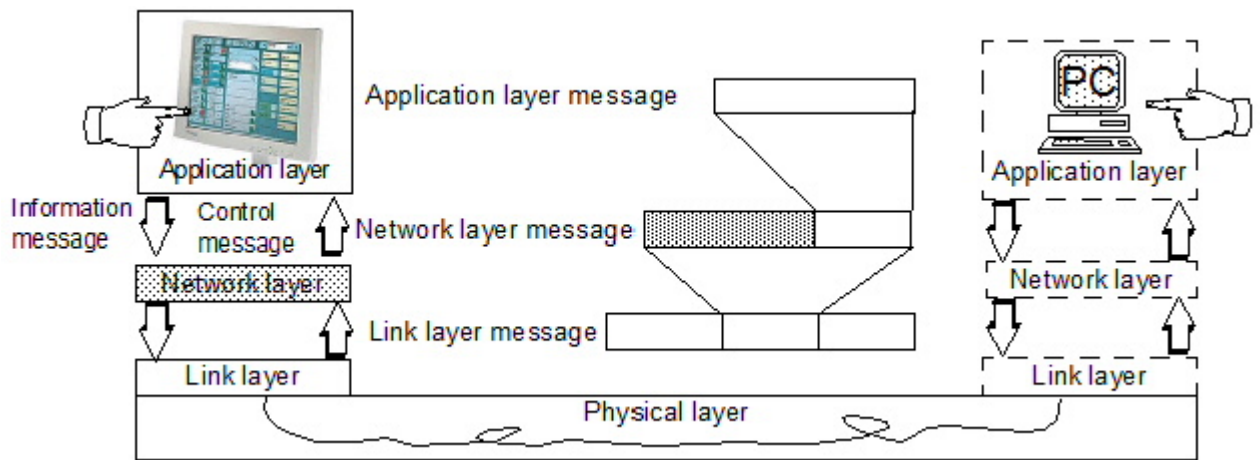 Application layer
Information
message
Control
message
Network layer
Link layer
Application layer message
Network layer message
Link layer message
Physical layer
PC
Application layer
Network layer
Link layer